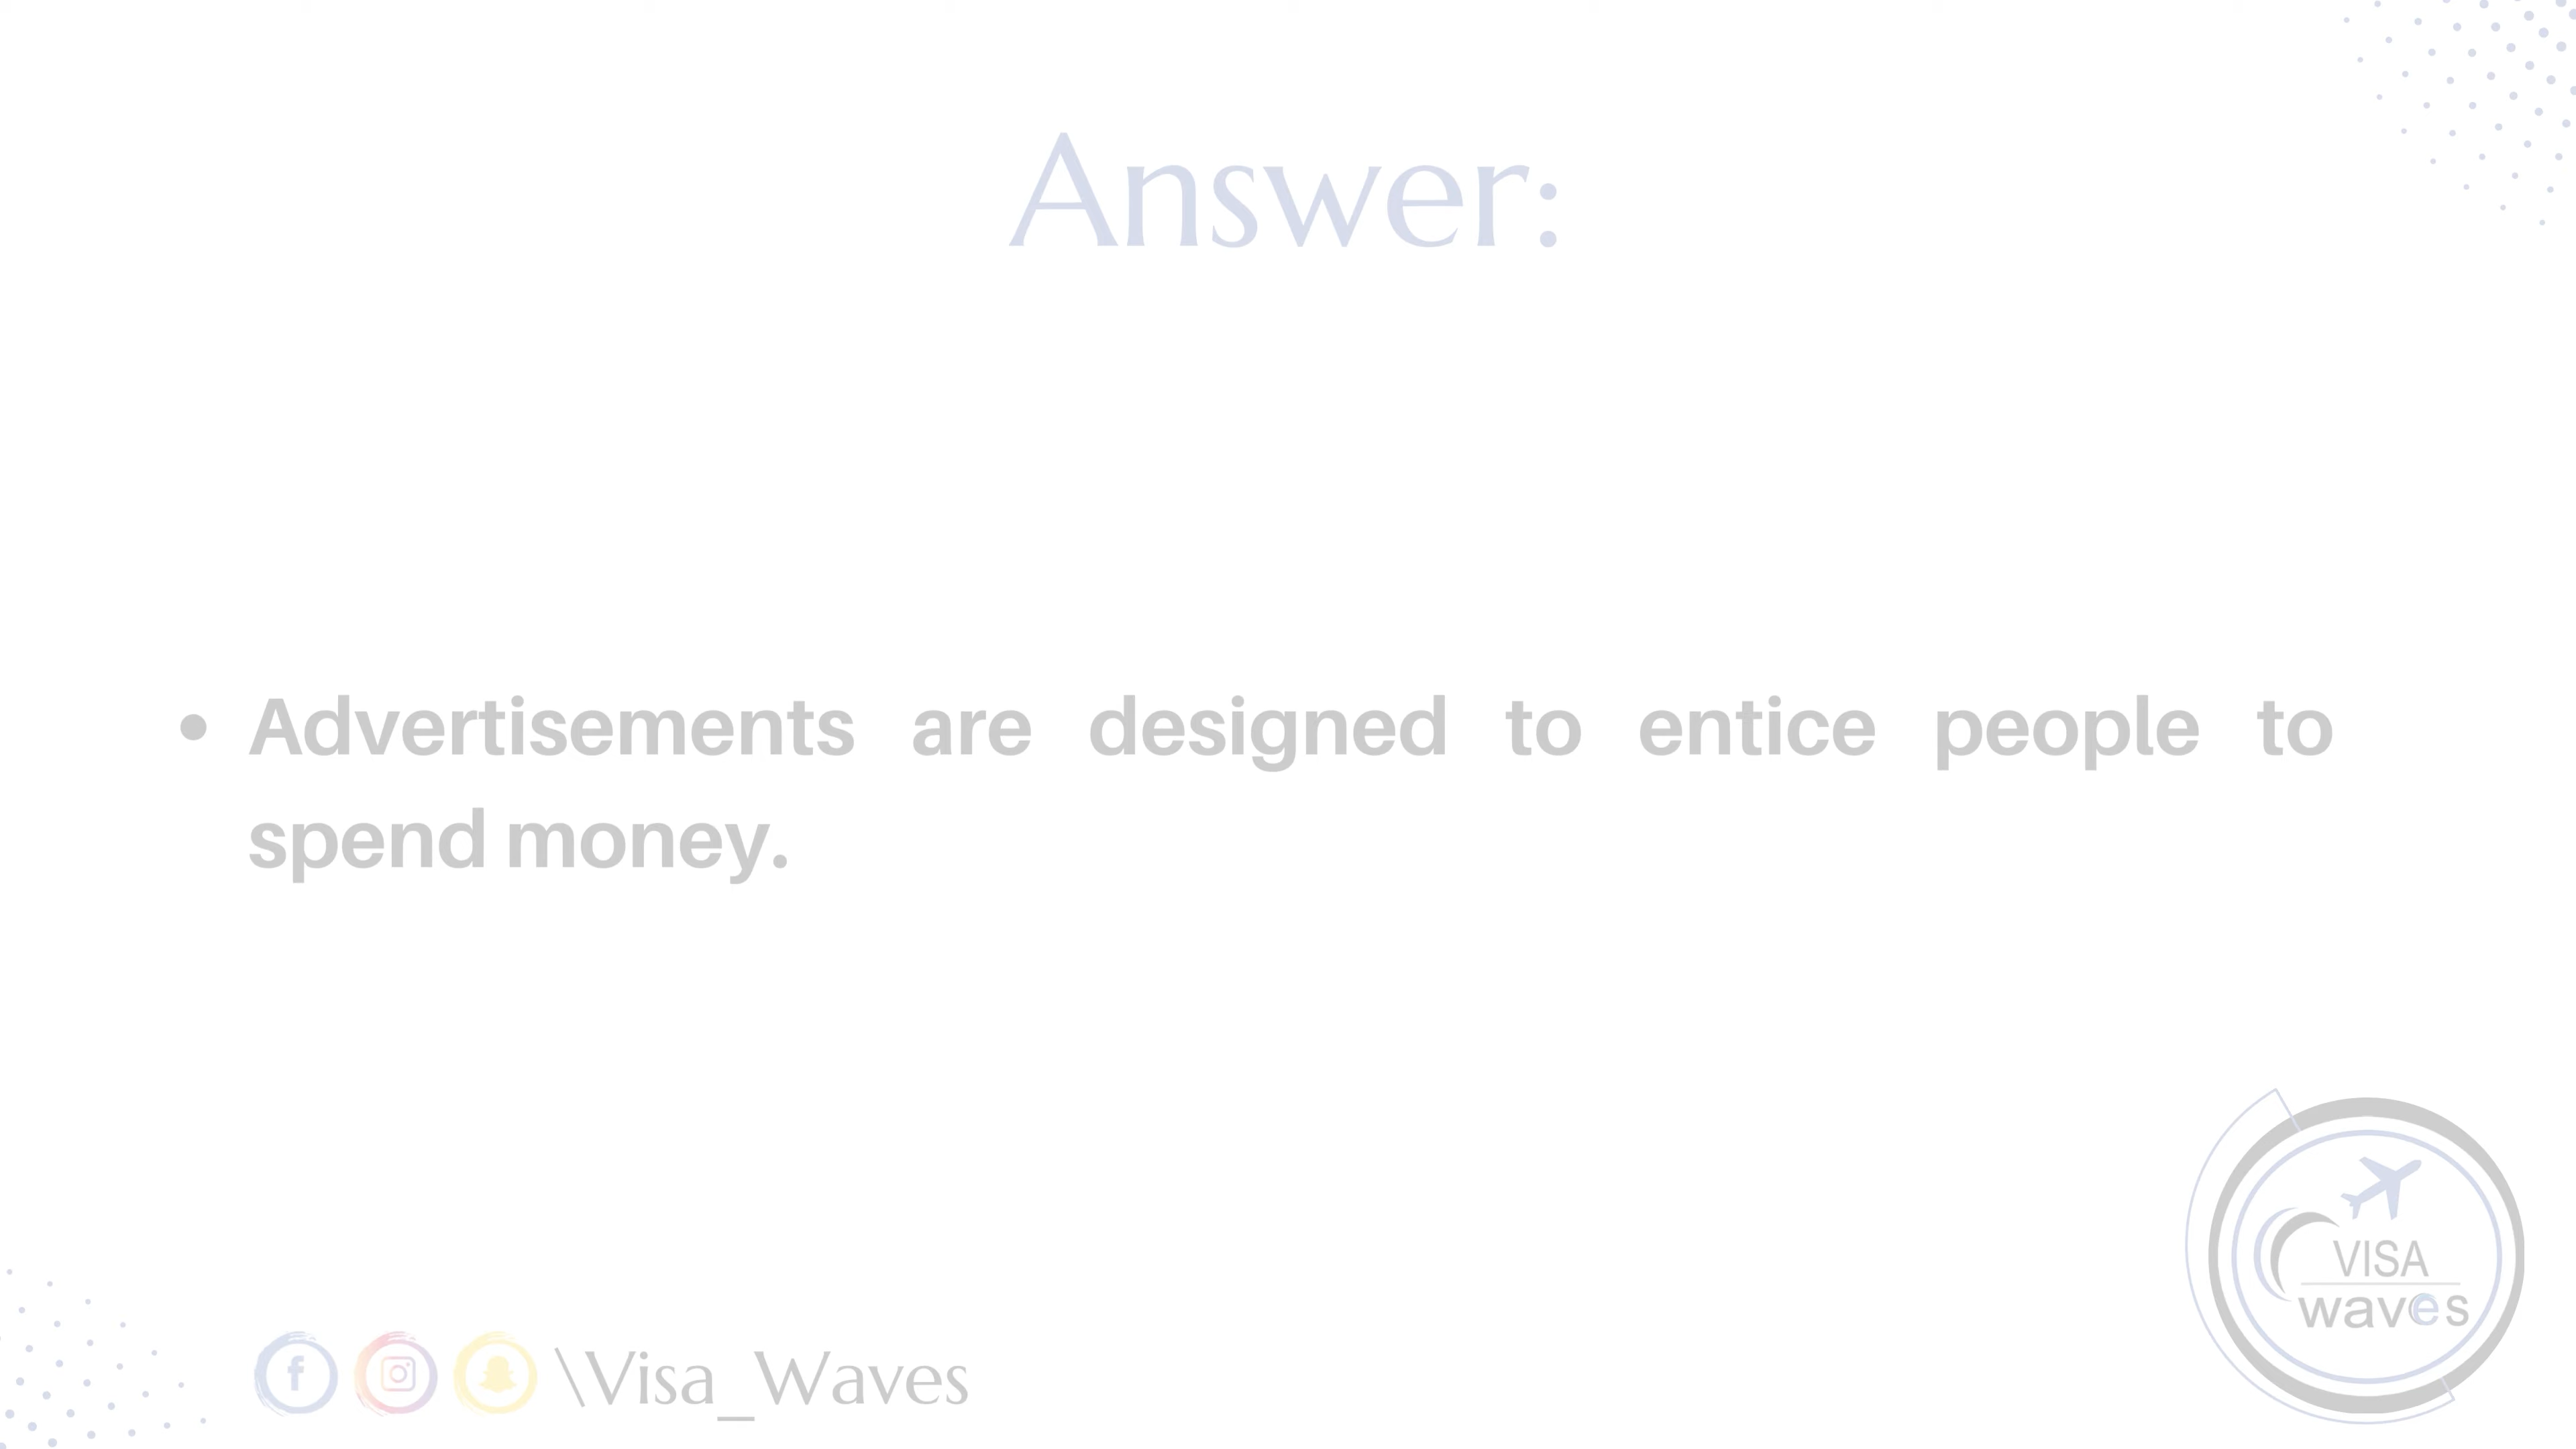 Answer:
• Advertisements are designed to entice people to
spend money.
VISA
waves
\Visa_Waves